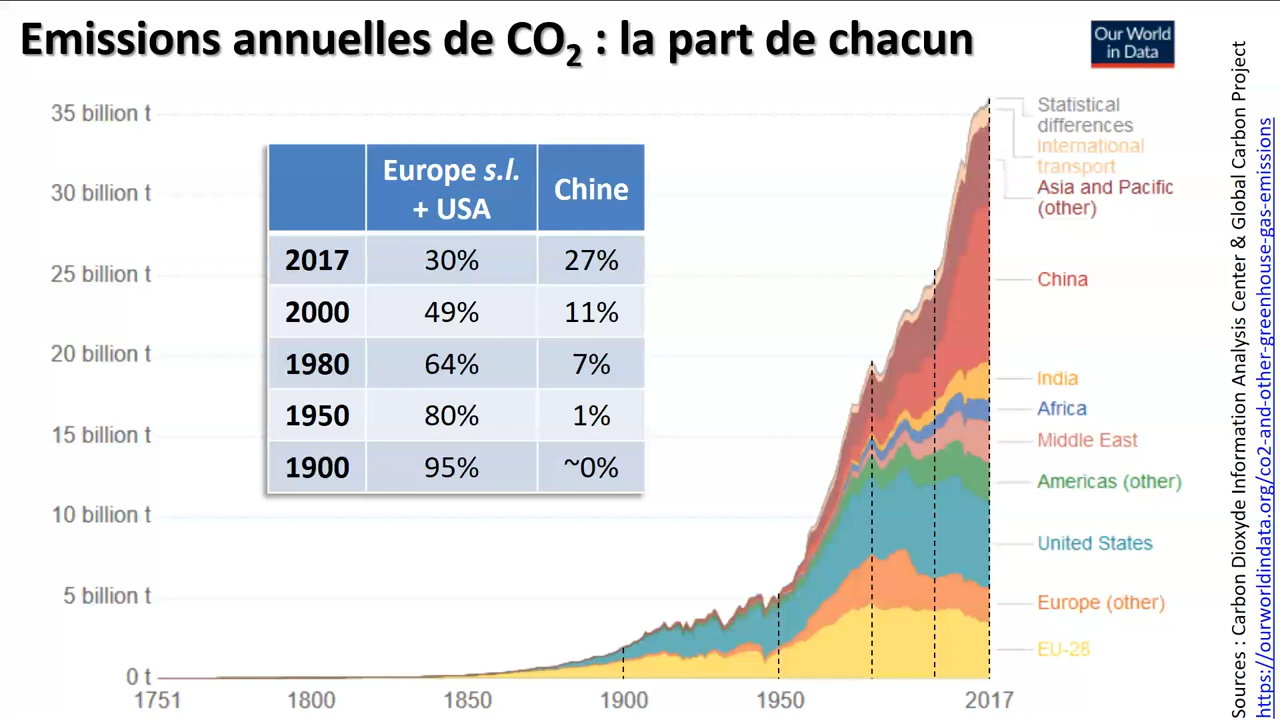 Emissions annuelles de CO₂ : la part de chacun
Our World
in Data
35 billion t
30 billion t
25 billion t
20 billion t
15 billion t
10 billion t
5 billion t
0 t
1751
1800
1850
1900
1950
2017
Europe s.l.
+ USA
Chine
2017 30% 27%
2000 49% 11%
1980 64% 7%
1950 80% 1%
1900 95% ~0%
Statistical
differences
International
transport
Asia and Pacific
(other)
China
India
Africa
Middle East
Americas (other)
United States
Europe (other)
EU-28
Sources : Carbon Dioxyde Information Analysis Center & Global Carbon Project
https://ourworldindata.org/co2-and-other-greenhouse-gas-emissions